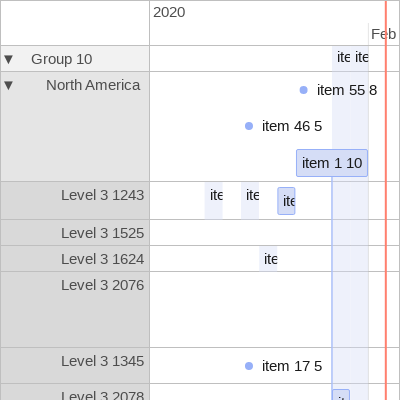 2020
Feb
▼ Group 10 ite ite
▼ North America item 55 8
item 46 5
item 1 10
Level 3 1243 ite ite ite
Level 3 1525
Level 3 1624 ite
Level 3 2076
Level 3 1345 item 17 5
Level 3 2078 it